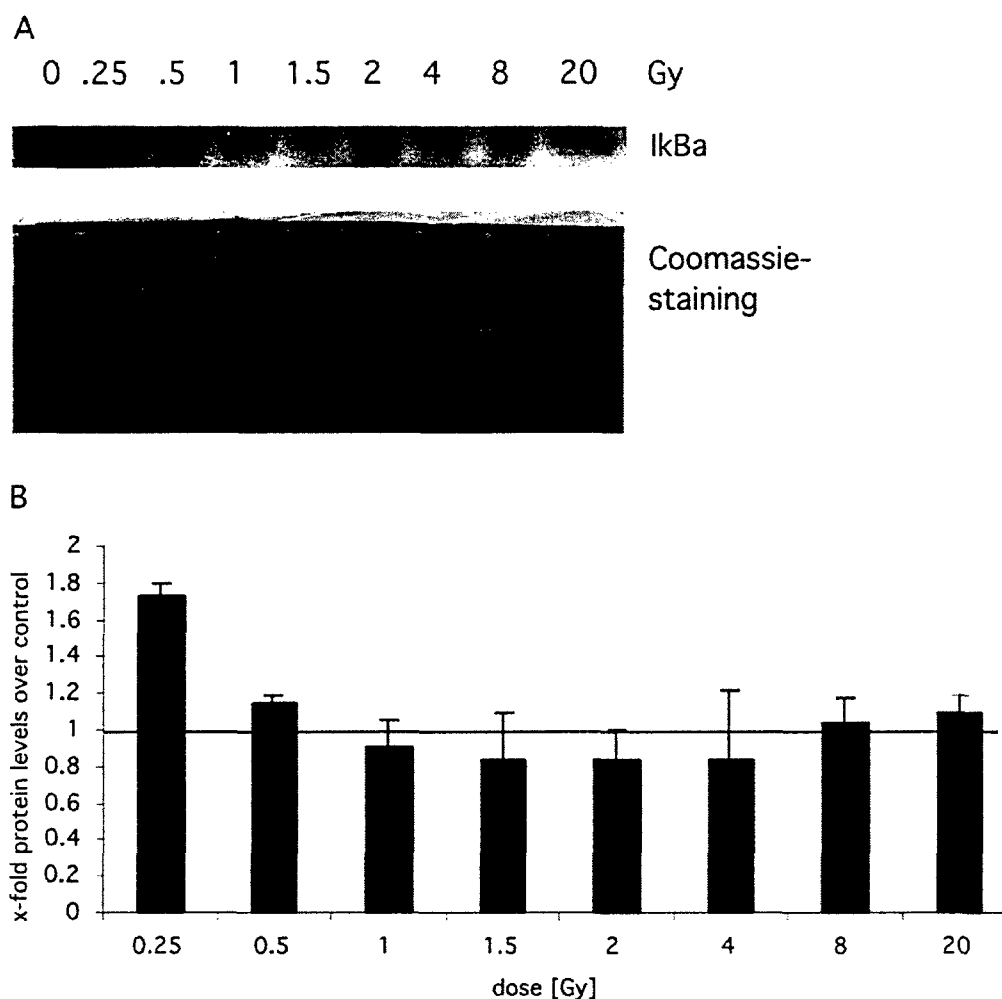 A
0 .25 .5 1 1.5 2 4 8 20 Gy
IkBa
Coomassie-
staining
B
x-fold protein levels over control
2
1.8
1.6
1.4
1.2
1
0.8
0.6
0.4
0.2
0
0.25 0.5 1 1.5 2 4 8 20
dose [Gy]